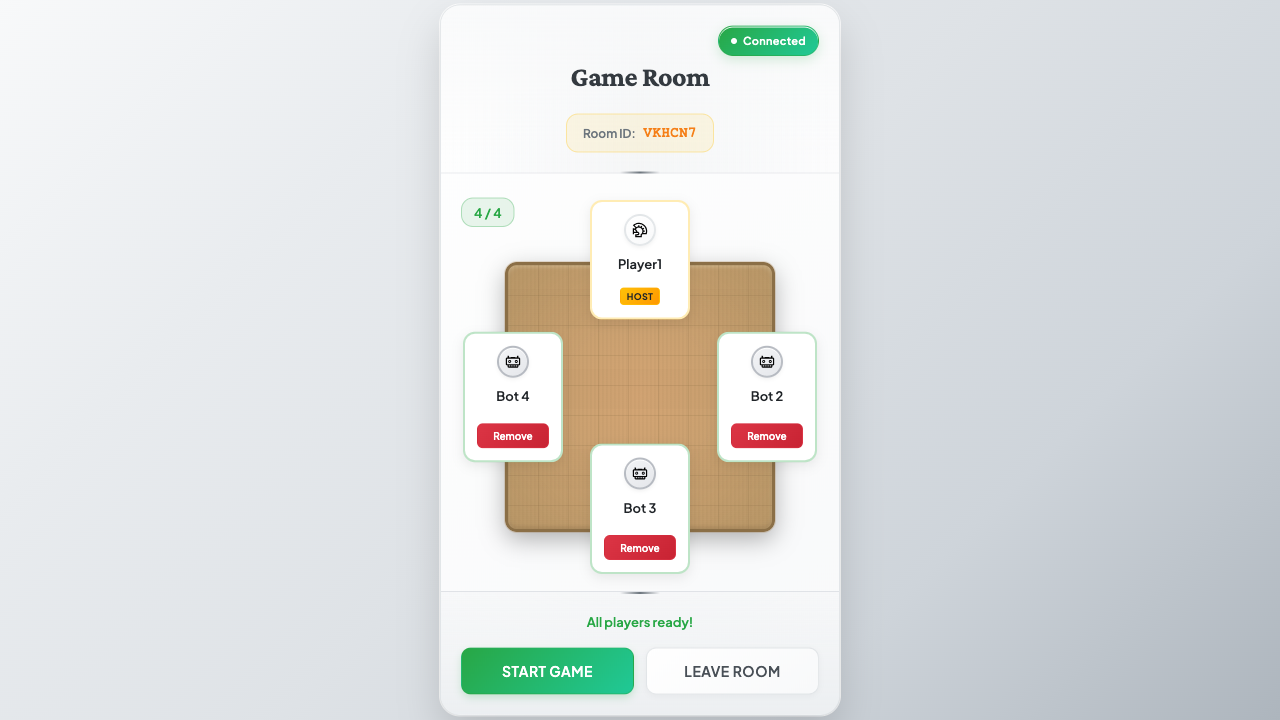 Connected
Game Room
Room ID: VKHCN7
4 / 4
Player1
HOST
Bot 4
Remove
Bot 2
Remove
Bot 3
Remove
All players ready!
START GAME
LEAVE ROOM